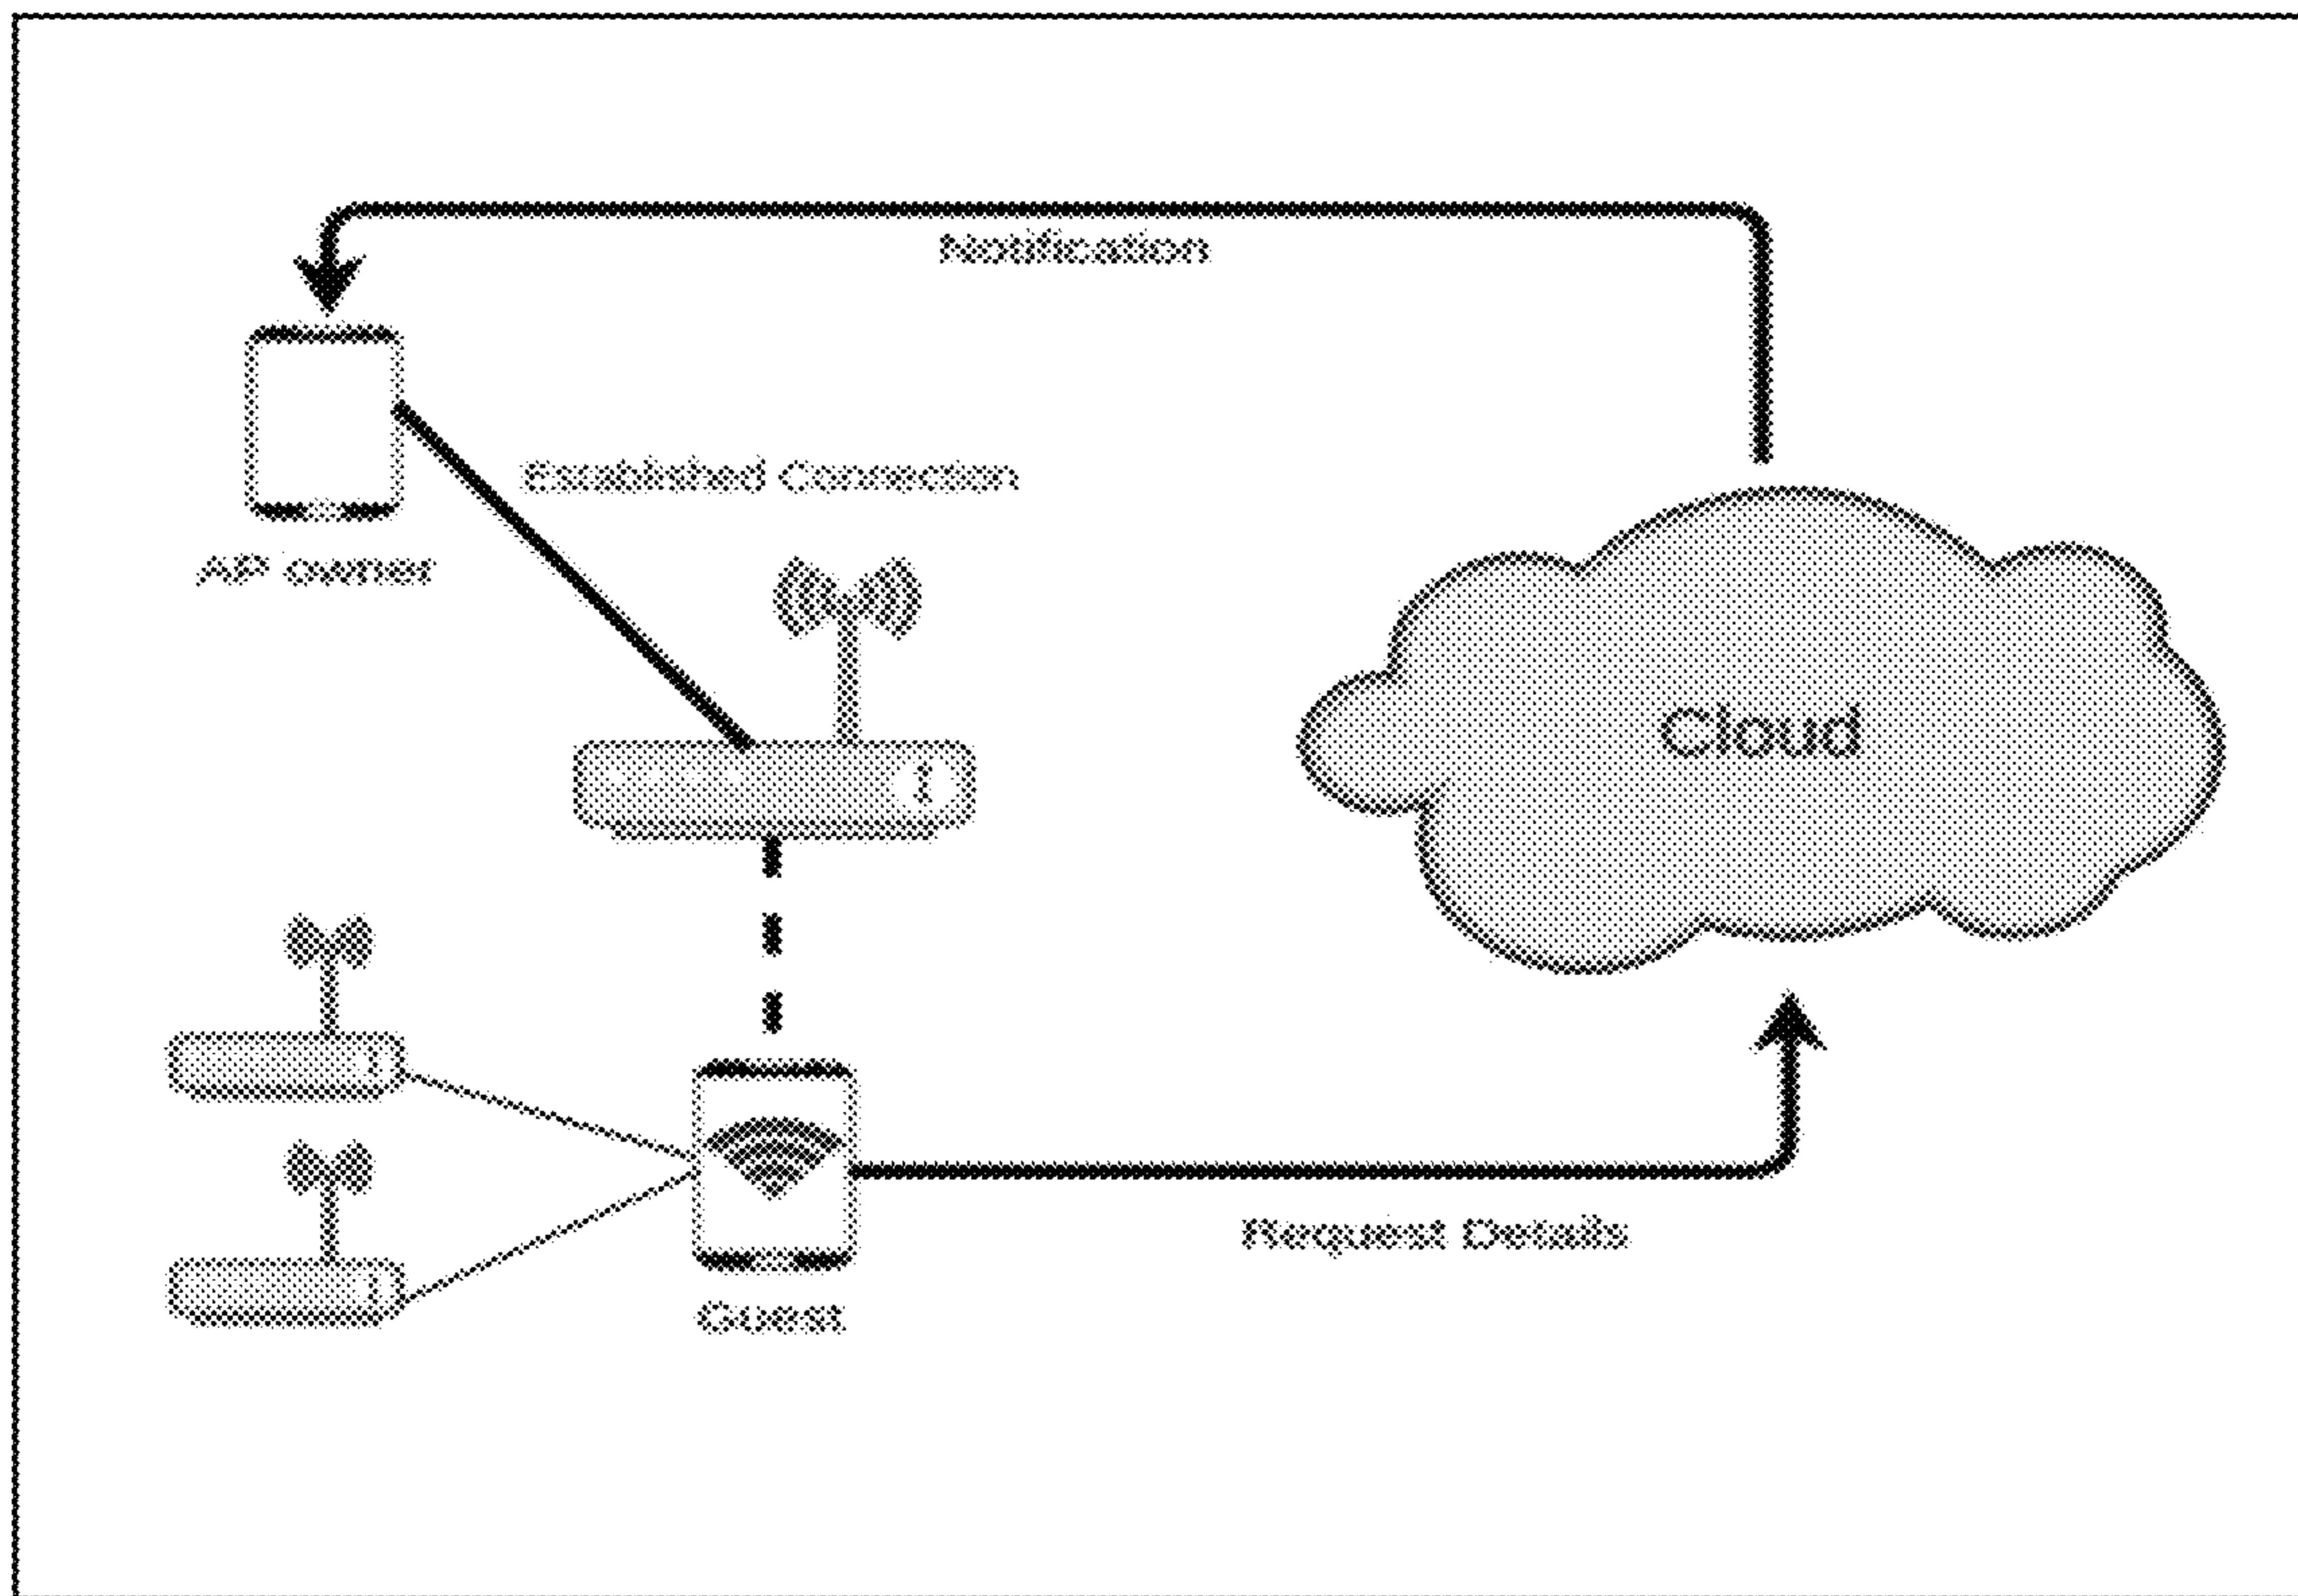 Notification
Established Connection
AP owner
Cloud
Request Details
Guest